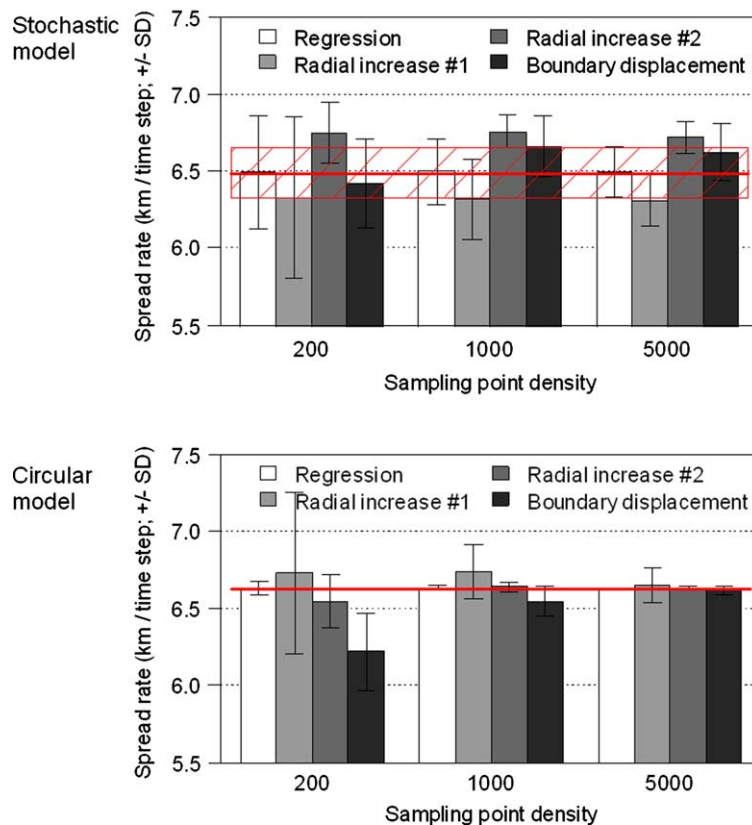 Stochastic model
Spread rate (km / time step; +/- SD)
7.5
7.0
6.5
6.0
5.5
Regression
Radial increase #2
Radial increase #1
Boundary displacement
200
1000
5000
Sampling point density
Circular model
Spread rate (km / time step; +/- SD)
7.5
7.0
6.5
6.0
5.5
Regression
Radial increase #2
Radial increase #1
Boundary displacement
200
1000
5000
Sampling point density